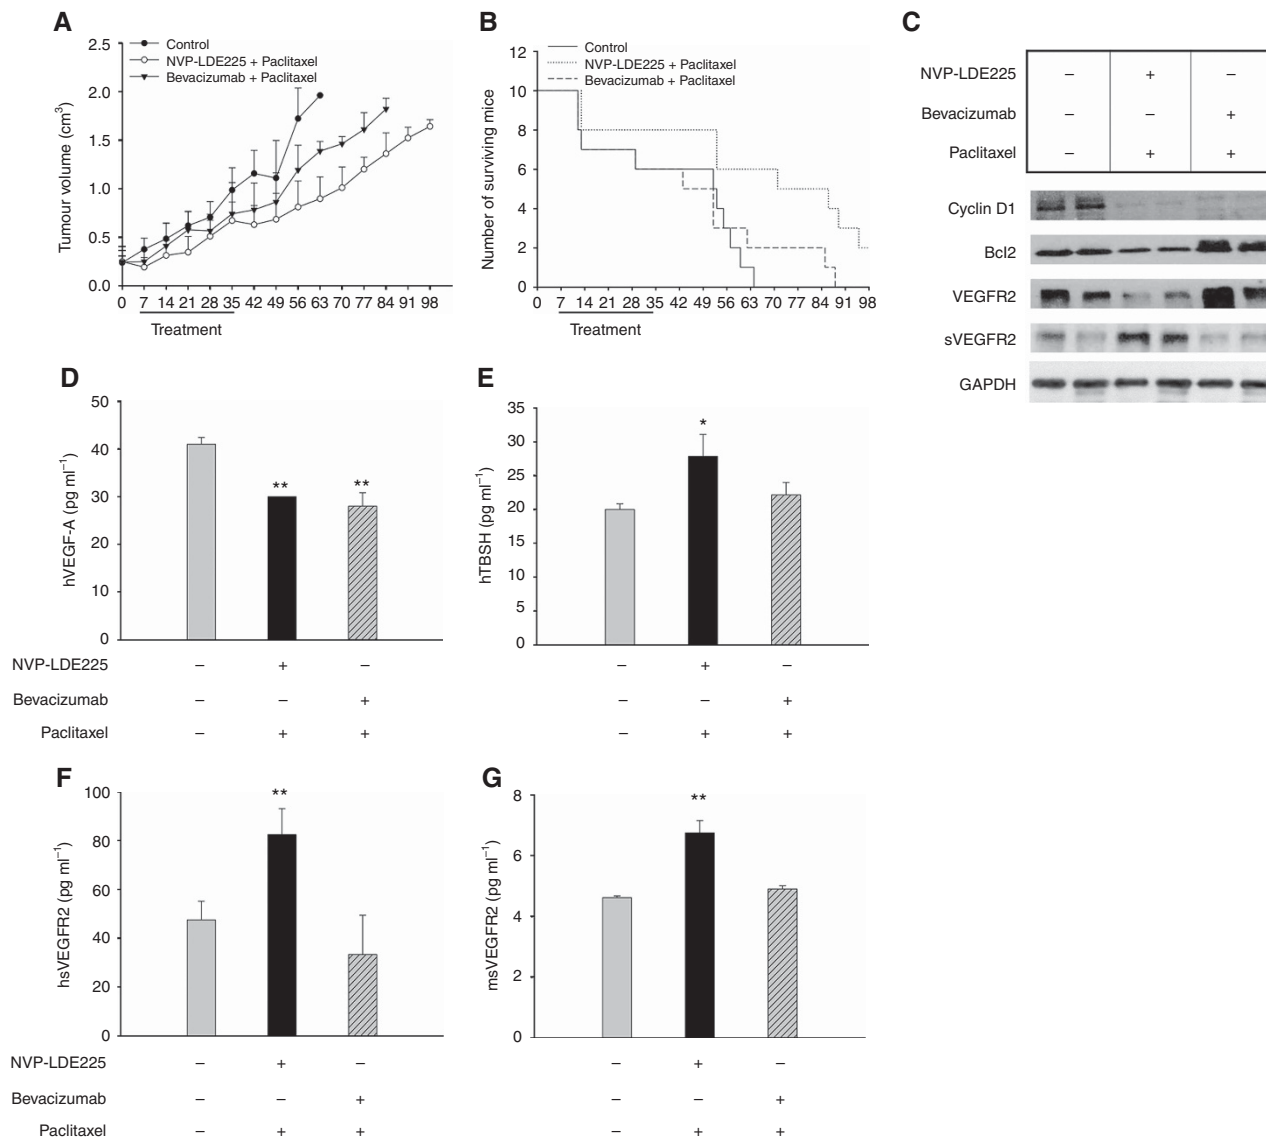 A
Control
NVP-LDE225 + Paclitaxel
Bevacizumab + Paclitaxel
Tumour volume (cm³)
2.5
2.0
1.5
1.0
0.5
0.0
0 7 14 21 28 35 42 49 56 63 70 77 84 91 98
Treatment
B
Control
NVP-LDE225 + Paclitaxel
Bevacizumab + Paclitaxel
Number of surviving mice
12
10
8
6
4
2
0
0 7 14 21 28 35 42 49 56 63 70 77 84 91 98
Treatment
C
NVP-LDE225 – + –
Bevacizumab – – +
Paclitaxel – + +
Cyclin D1
Bcl2
VEGFR2
sVEGFR2
GAPDH
D
hVEGF-A (pg ml⁻¹)
50
40
30
20
10
0
** **
NVP-LDE225 – + –
Bevacizumab – – +
Paclitaxel – + +
E
hTBSH (pg ml⁻¹)
35
30
25
20
15
10
5
0
*
– + –
– – +
– + +
F
hsVEGFR2 (pg ml⁻¹)
100
80
60
40
20
0
**
NVP-LDE225 – + –
Bevacizumab – – +
Paclitaxel – + +
G
msVEGFR2 (pg ml⁻¹)
8
6
4
2
0
**
– + –
– – +
– + +